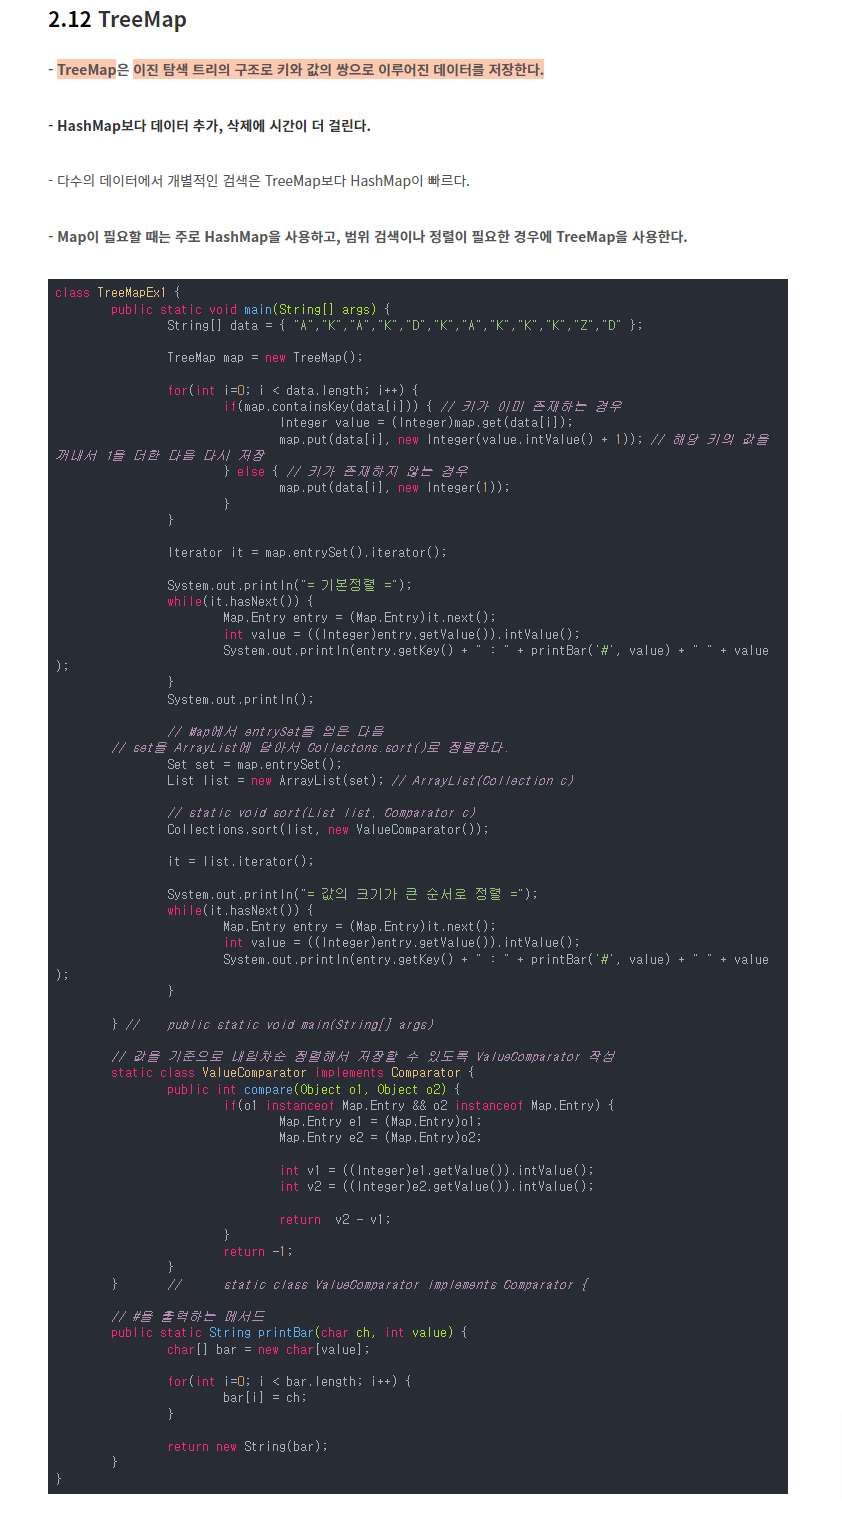 2.12 TreeMap
- TreeMap은 이진 탐색 트리의 구조로 키와 값의 쌍으로 이루어진 데이터를 저장한다.
- HashMap보다 데이터 추가, 삭제에 시간이 더 걸린다.
- 다수의 데이터에서 개별적인 검색은 TreeMap보다 HashMap이 빠르다.
- Map이 필요할 때는 주로 HashMap을 사용하고, 범위 검색이나 정렬이 필요한 경우에 TreeMap을 사용한다.
class TreeMapEx1 {
public static void main(String[] args) {
String[] data = { "A","K","A","K","D","K","A","K","K","K","Z","D" };
TreeMap map = new TreeMap();
for(int i=0; i < data.length; i++) {
if(map.containsKey(data[i])) { // 키가 이미 존재하는 경우
Integer value = (Integer)map.get(data[i]);
map.put(data[i], new Integer(value.intValue() + 1)); // 해당 키의 값을
꺼내서 1을 더한 다음 다시 저장
} else { // 키가 존재하지 않는 경우
map.put(data[i], new Integer(1));
}
}
Iterator it = map.entrySet().iterator();
System.out.println("= 기본정렬 =");
while(it.hasNext()) {
Map.Entry entry = (Map.Entry)it.next();
int value = ((Integer)entry.getValue()).intValue();
System.out.println(entry.getKey() + " : " + printBar('#', value) + " " + value
);
}
System.out.println();
// Map에서 entrySet을 얻은 다음
// set을 ArrayList에 담아서 Collectons.sort()로 정렬한다.
Set set = map.entrySet();
List list = new ArrayList(set); // ArrayList(Collection c)
// static void sort(List list, Comparator c)
Collections.sort(list, new ValueComparator());
it = list.iterator();
System.out.println("= 값의 크기가 큰 순서로 정렬 =");
while(it.hasNext()) {
Map.Entry entry = (Map.Entry)it.next();
int value = ((Integer)entry.getValue()).intValue();
System.out.println(entry.getKey() + " : " + printBar('#', value) + " " + value
);
}
} // public static void main(String[] args)
// 값을 기준으로 내림차순 정렬해서 저장할 수 있도록 ValueComparator 작성
static class ValueComparator implements Comparator {
public int compare(Object o1, Object o2) {
if(o1 instanceof Map.Entry && o2 instanceof Map.Entry) {
Map.Entry e1 = (Map.Entry)o1;
Map.Entry e2 = (Map.Entry)o2;
int v1 = ((Integer)e1.getValue()).intValue();
int v2 = ((Integer)e2.getValue()).intValue();
return v2 - v1;
}
return -1;
}
} // static class ValueComparator implements Comparator {
// #을 출력하는 메서드
public static String printBar(char ch, int value) {
char[] bar = new char[value];
for(int i=0; i < bar.length; i++) {
bar[i] = ch;
}
return new String(bar);
}
}